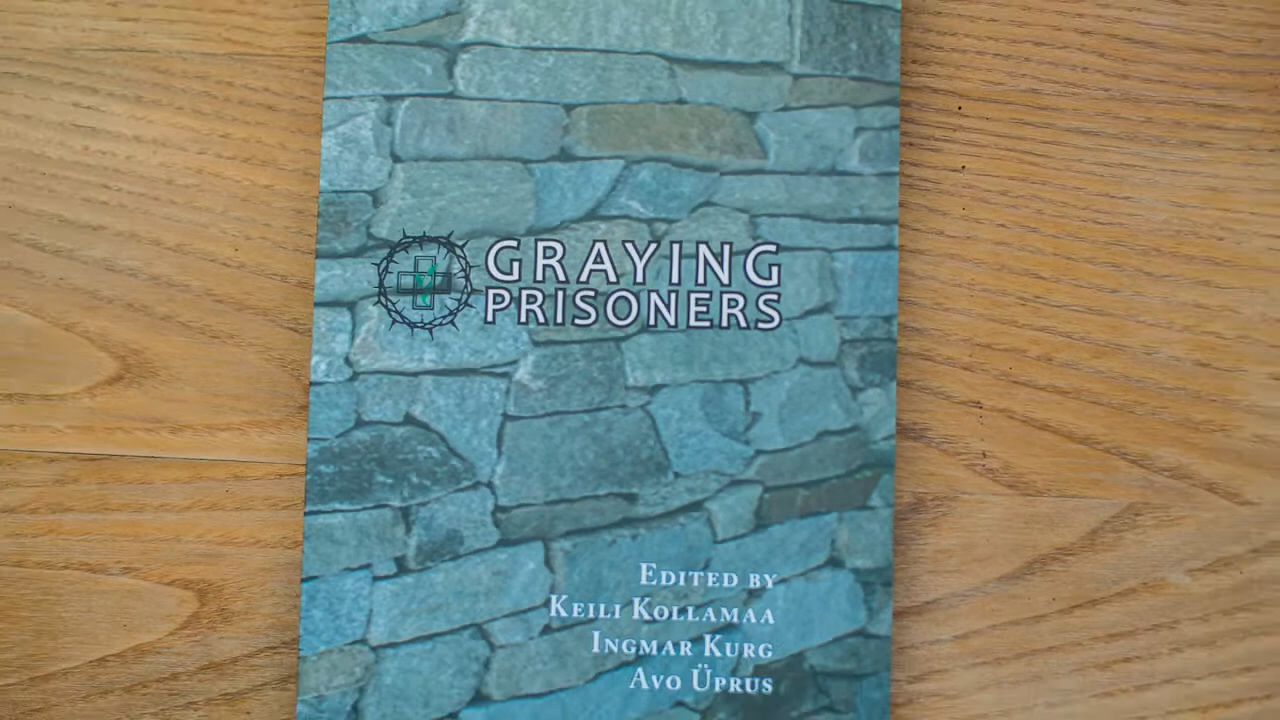 GRAYING
PRISONERS
EDITED BY
KEILI KOLLAMAA
INGMAR KURG
AVO ÜPRUS